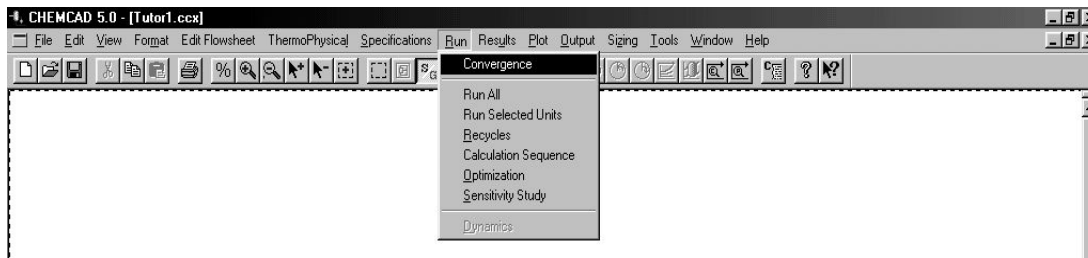 CHEMCAD 5.0 - [Tutor1.ccx]
File Edit View Format Edit Flowsheet ThermoPhysical Specifications Run Results Plot Output Sizing Tools Window Help
% S G C ? ?
Convergence
Run All
Run Selected Units
Recycles
Calculation Sequence
Optimization
Sensitivity Study
Dynamics